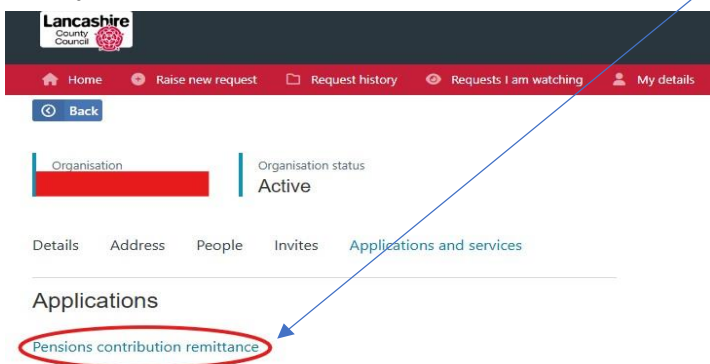 Lancashire
County
Council
Home Raise new request Request history Requests I am watching My details
Back
Organisation Organisation status
Active
Details Address People Invites Applications and services
Applications
Pensions contribution remittance